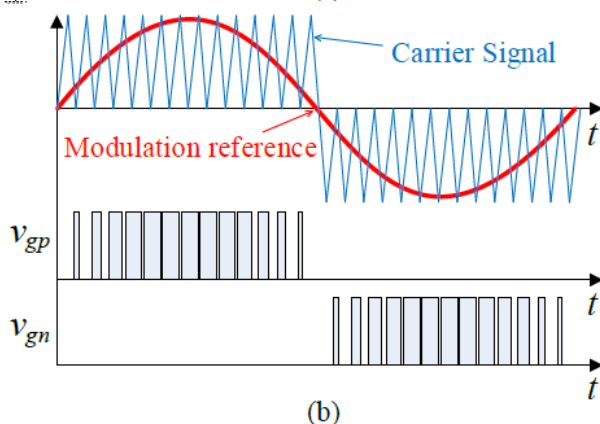 Carrier Signal
t
Modulation reference
v_gp
t
v_gn
t
(b)